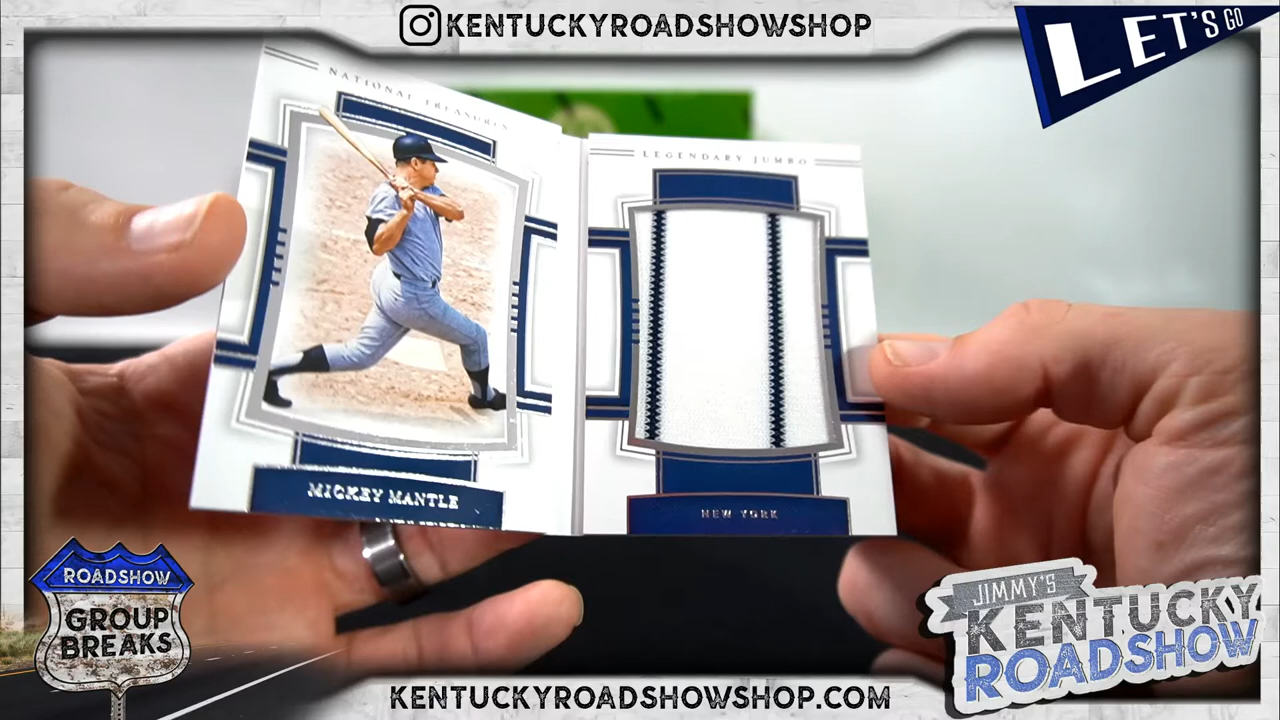 KENTUCKYROADSHOWSHOP
LET'S GO
NATIONAL TREASURES
LEGENDARY JUMBO
MICKEY MANTLE
NEW YORK
ROADSHOW
GROUP
BREAKS
JIMMY'S
KENTUCKY
ROADSHOW
KENTUCKYROADSHOWSHOP.COM